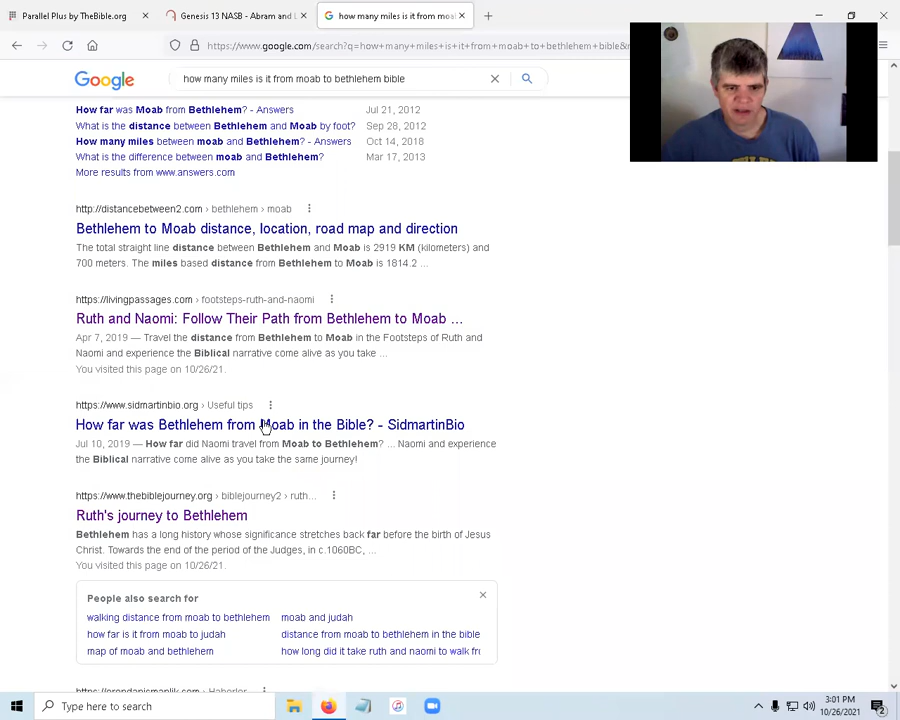 Parallel Plus by TheBible.org
Genesis 13 NASB - Abram and L
how many miles is it from moa
https://www.google.com/search?q=how+many+miles+is+it+from+moab+to+bethlehem+bible&
Google
how many miles is it from moab to bethlehem bible
How far was Moab from Bethlehem? - Answers
Jul 21, 2012
What is the distance between Bethlehem and Moab by foot?
Sep 28, 2012
How many miles between moab and Bethlehem? - Answers
Oct 14, 2018
What is the difference between moab and Bethlehem?
Mar 17, 2013
More results from www.answers.com
http://distancebetween2.com › bethlehem › moab
Bethlehem to Moab distance, location, road map and direction
The total straight line distance between Bethlehem and Moab is 2919 KM (kilometers) and
700 meters. The miles based distance from Bethlehem to Moab is 1814.2 ...
https://livingpassages.com › footsteps-ruth-and-naomi
Ruth and Naomi: Follow Their Path from Bethlehem to Moab ...
Apr 7, 2019 — Travel the distance from Bethlehem to Moab in the Footsteps of Ruth and
Naomi and experience the Biblical narrative come alive as you take ...
You visited this page on 10/26/21.
https://www.sidmartinbio.org › Useful tips
How far was Bethlehem from Moab in the Bible? - SidmartinBio
Jul 10, 2019 — How far did Naomi travel from Moab to Bethlehem? ... Naomi and experience
the Biblical narrative come alive as you take the same journey!
https://www.thebiblejourney.org › biblejourney2 › ruth...
Ruth's journey to Bethlehem
Bethlehem has a long history whose significance stretches back far before the birth of Jesus
Christ. Towards the end of the period of the Judges, in c.1060BC, ...
You visited this page on 10/26/21.
People also search for
walking distance from moab to bethlehem
moab and judah
how far is it from moab to judah
distance from moab to bethlehem in the bible
map of moab and bethlehem
how long did it take ruth and naomi to walk fr
Haberler
Type here to search
3:01 PM
10/26/2021
2